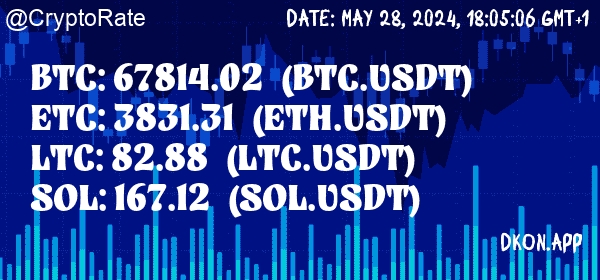 @CryptoRate
DATE: MAY 28, 2024, 18:05:06 GMT+1
BTC: 67814.02 (BTC.USDT)
ETC: 3831.31 (ETH.USDT)
LTC: 82.88 (LTC.USDT)
SOL: 167.12 (SOL.USDT)
DKON.APP